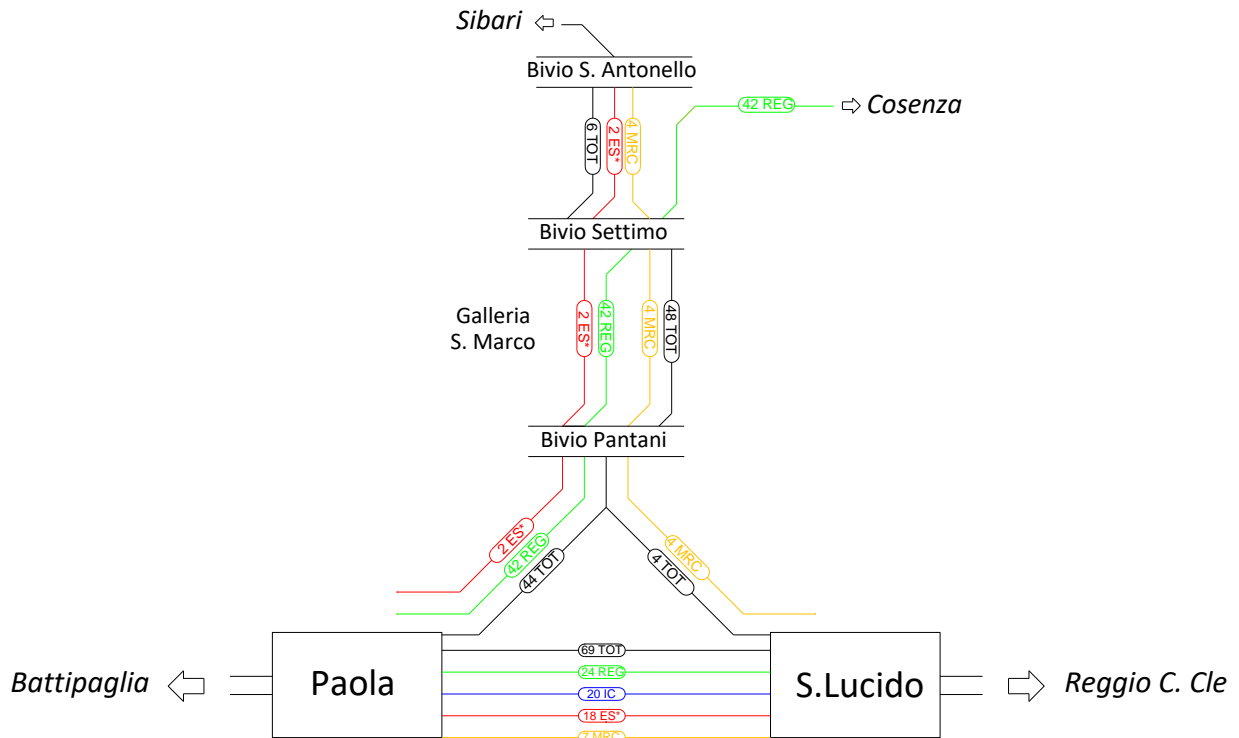 Sibari
Bivio S. Antonello
42 REG
Cosenza
6 TOT
2 ES*
4 MRC
Bivio Settimo
Galleria
S. Marco
2 ES*
42 REG
4 MRC
48 TOT
Bivio Pantani
2 ES*
42 REG
44 TOT
4 TOT
4 MRC
Battipaglia
Paola
69 TOT
24 REG
20 IC
18 ES*
7 MRC
S.Lucido
Reggio C. Cle